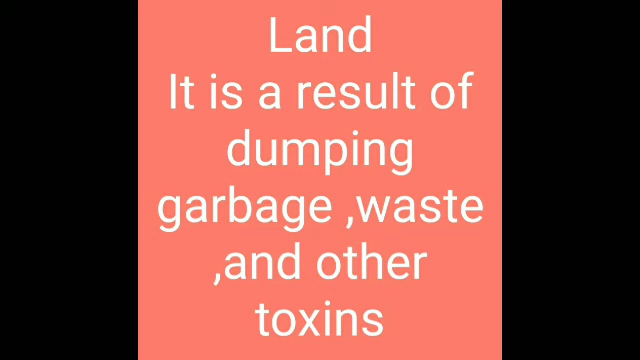 Land
It is a result of
dumping
garbage ,waste
,and other
toxins